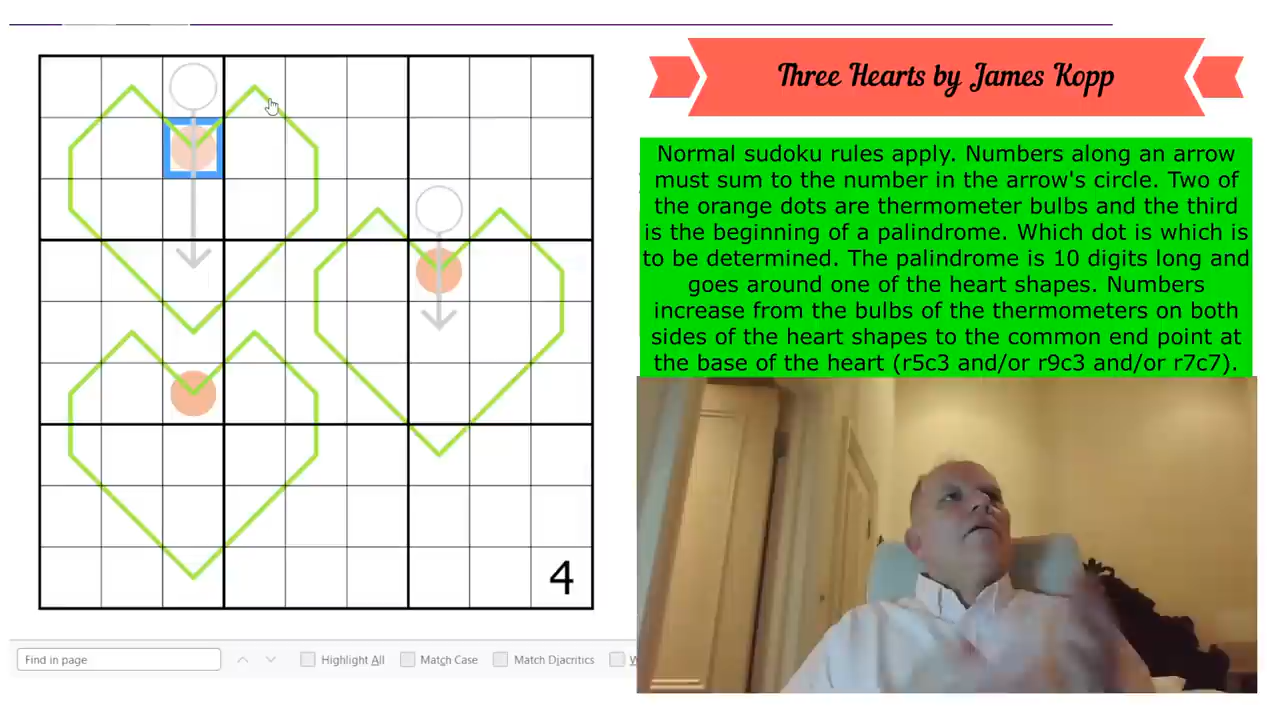 Three Hearts by James Kopp
Normal sudoku rules apply. Numbers along an arrow
must sum to the number in the arrow's circle. Two of
the orange dots are thermometer bulbs and the third
is the beginning of a palindrome. Which dot is which is
to be determined. The palindrome is 10 digits long and
goes around one of the heart shapes. Numbers
increase from the bulbs of the thermometers on both
sides of the heart shapes to the common end point at
the base of the heart (r5c3 and/or r9c3 and/or r7c7).
4
Find in page Highlight All Match Case Match Diacritics W